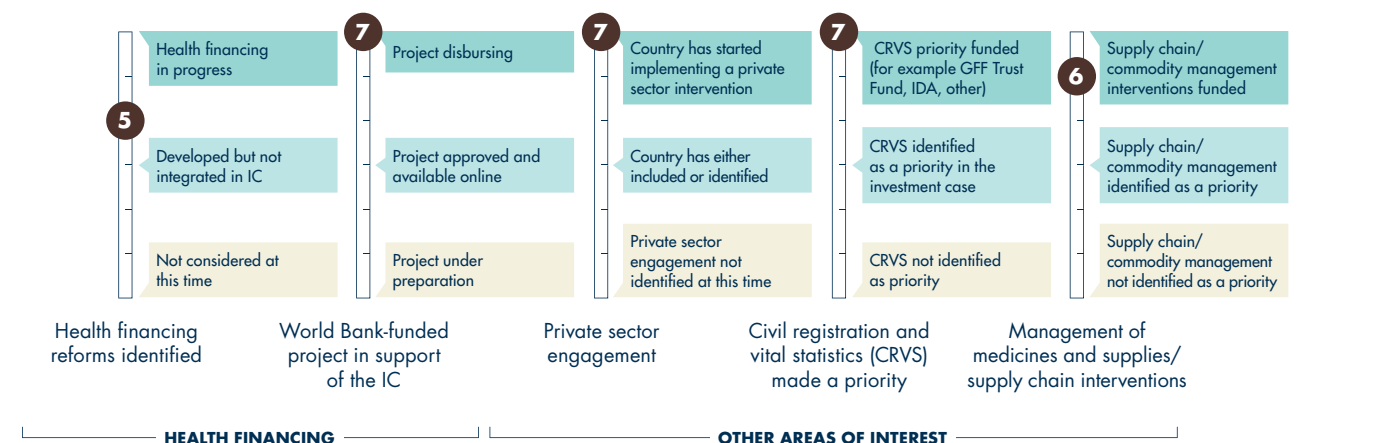 5
Health financing
in progress
Developed but not
integrated in IC
Not considered at
this time
Health financing
reforms identified
7
Project disbursing
Project approved and
available online
Project under
preparation
World Bank-funded
project in support
of the IC
7
Country has started
implementing a private
sector intervention
Country has either
included or identified
Private sector
engagement not
identified at this time
Private sector
engagement
7
CRVS priority funded
(for example GFF Trust
Fund, IDA, other)
CRVS identified
as a priority in the
investment case
CRVS not identified
as priority
Civil registration and
vital statistics (CRVS)
made a priority
6
Supply chain/
commodity management
interventions funded
Supply chain/
commodity management
identified as a priority
Supply chain/
commodity management
not identified as a priority
Management of
medicines and supplies/
supply chain interventions
HEALTH FINANCING
OTHER AREAS OF INTEREST